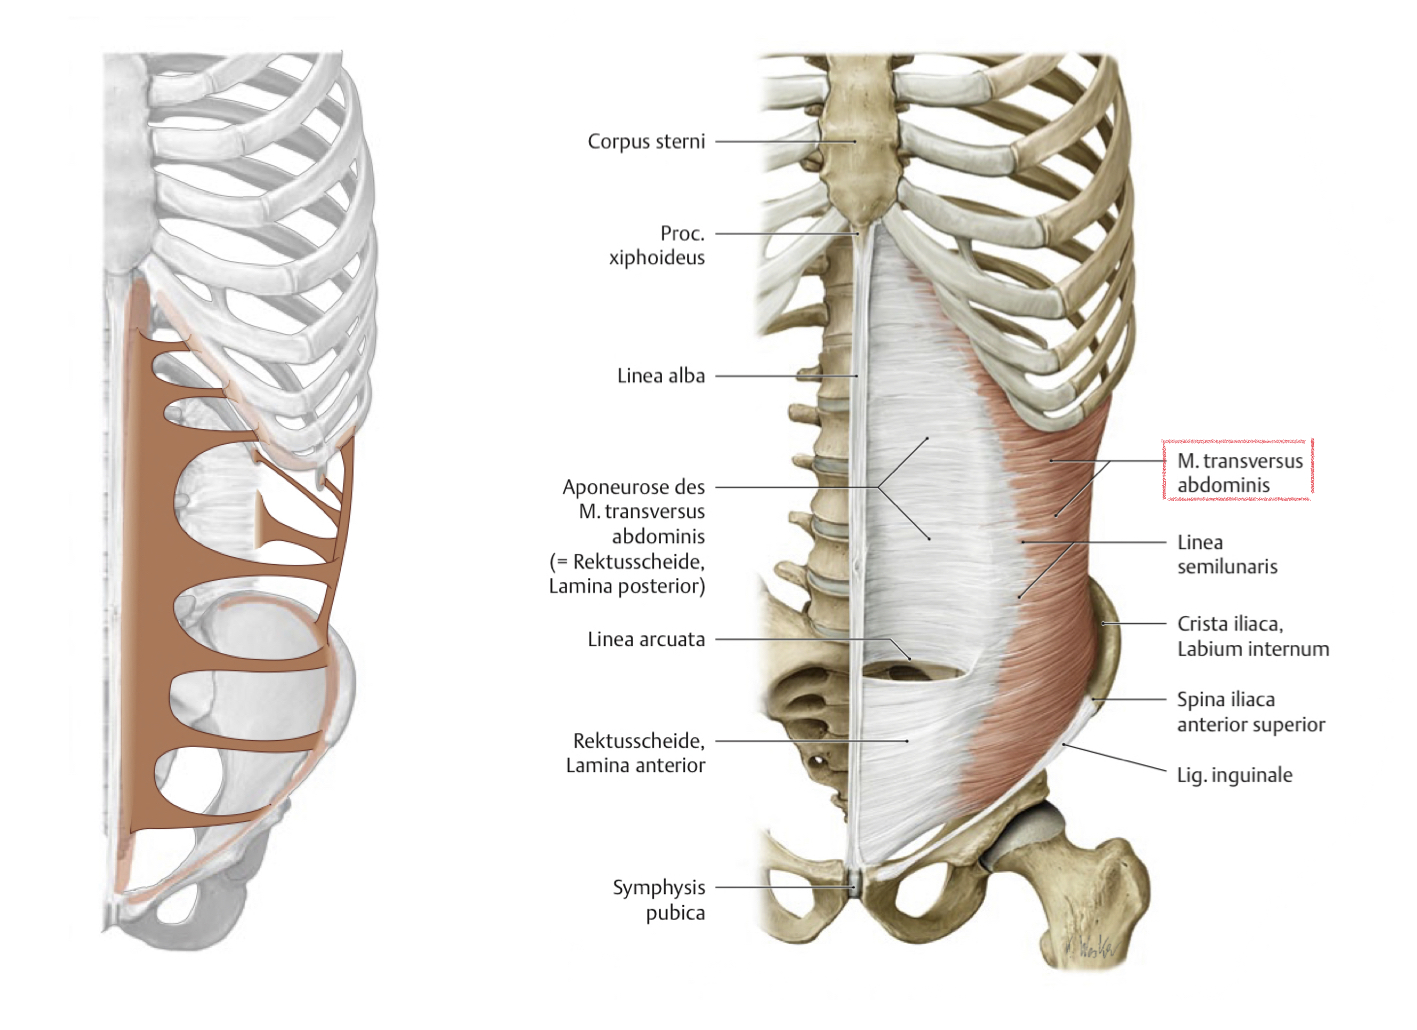 Corpus sterni
Proc.
xiphoideus
Linea alba
Aponeurose des
M. transversus
abdominis
(= Rektusscheide,
Lamina posterior)
Linea arcuata
Rektusscheide,
Lamina anterior
Symphysis
pubica
M. transversus
abdominis
Linea
semilunaris
Crista iliaca,
Labium internum
Spina iliaca
anterior superior
Lig. inguinale